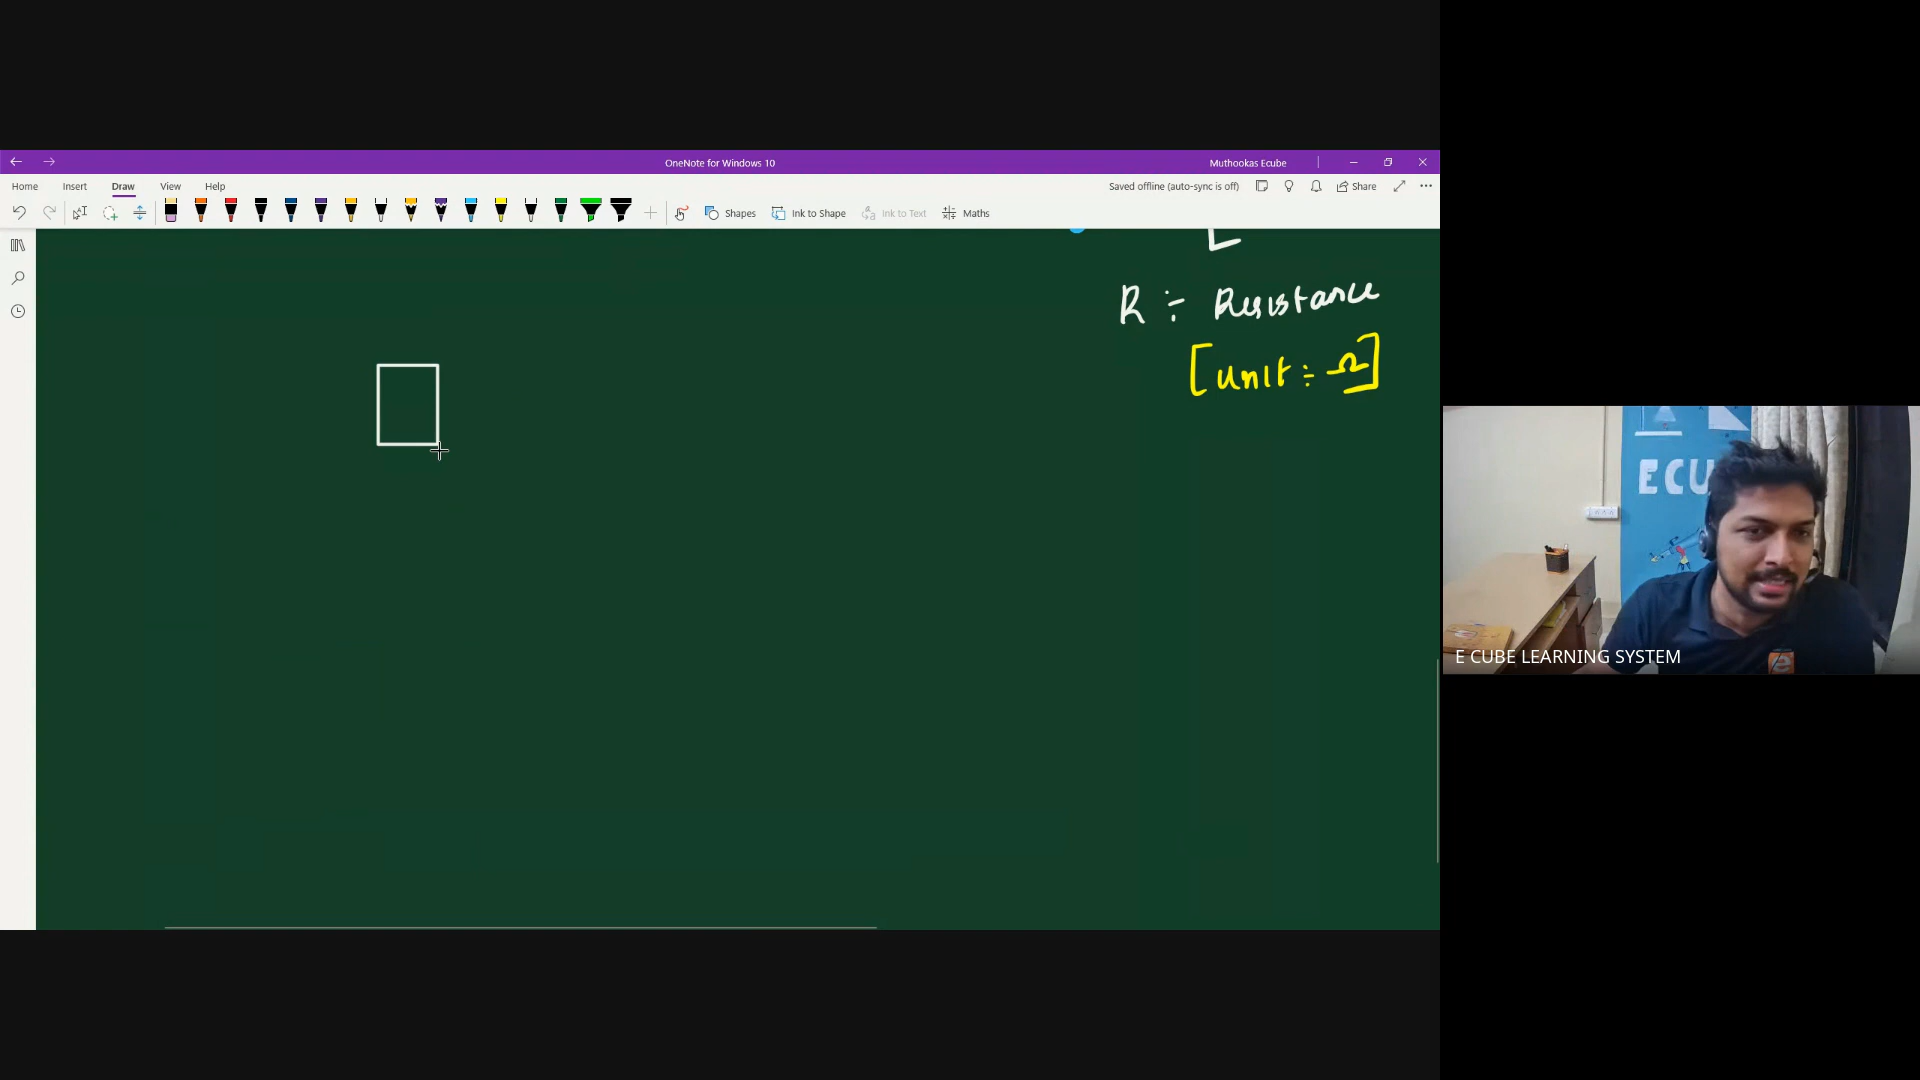 OneNote for Windows 10
Muthookas Ecube
Home Insert Draw View Help
Saved offline (auto-sync is off)
Share
Shapes
Ink to Shape
Ink to Text
Maths
L
R ÷ Resistance
[unit ÷ Ω]
ECU
E CUBE LEARNING SYSTEM